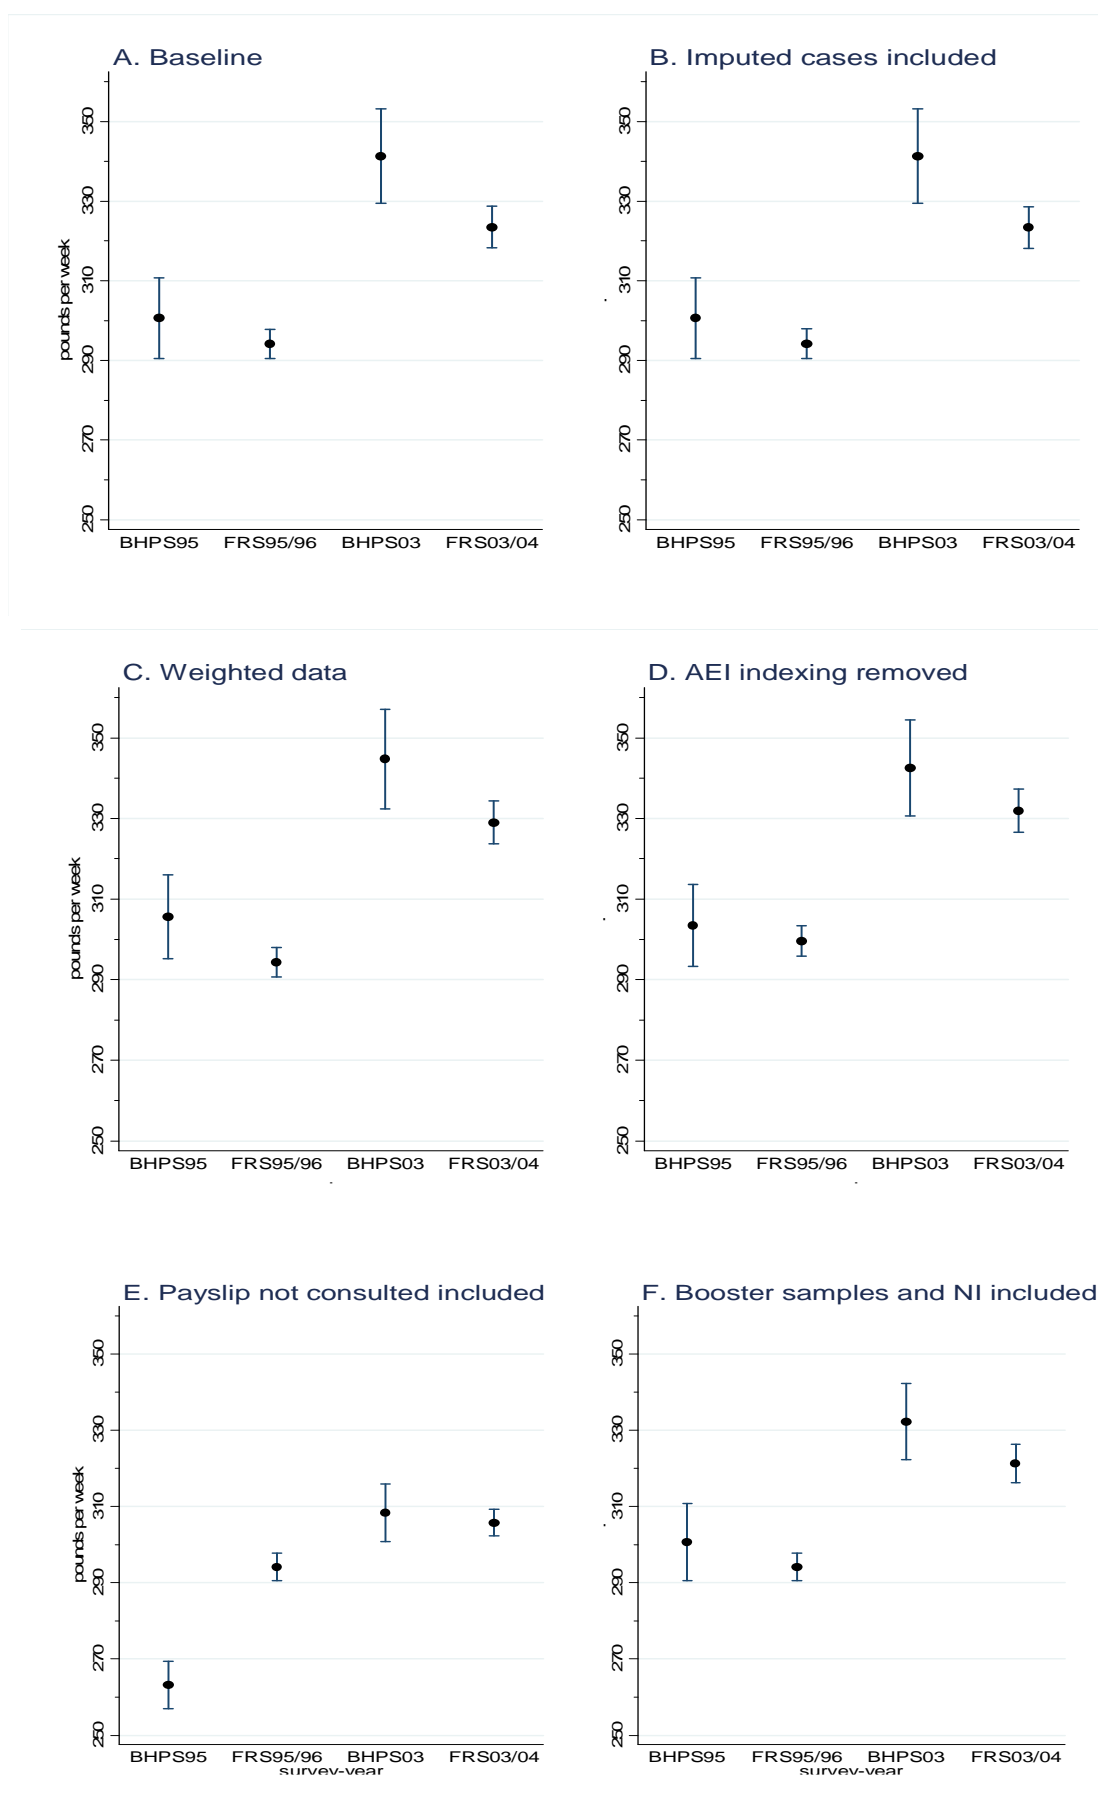 A. Baseline
B. Imputed cases included
pounds per week
350
330
310
290
270
250
350
330
310
290
270
250
BHPS95 FRS95/96 BHPS03 FRS03/04
BHPS95 FRS95/96 BHPS03 FRS03/04
C. Weighted data
D. AEI indexing removed
pounds per week
350
330
310
290
270
250
350
330
310
290
270
250
BHPS95 FRS95/96 BHPS03 FRS03/04
BHPS95 FRS95/96 BHPS03 FRS03/04
E. Payslip not consulted included
F. Booster samples and NI included
pounds per week
350
330
310
290
270
250
350
330
310
290
270
250
BHPS95 FRS95/96 BHPS03 FRS03/04
survey-year
BHPS95 FRS95/96 BHPS03 FRS03/04
survey-year